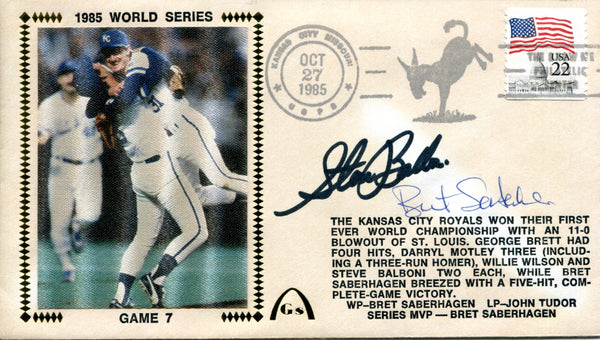 1985 WORLD SERIES
KC
GAME 7
KANSAS CITY MISSOURI
OCT
27
1985
USPS
USA
22
Steve Balboni
Bret Saberhagen
THE KANSAS CITY ROYALS WON THEIR FIRST
EVER WORLD CHAMPIONSHIP WITH AN 11-0
BLOWOUT OF ST. LOUIS. GEORGE BRETT HAD
FOUR HITS, DARRYL MOTLEY THREE (INCLUD-
ING A THREE-RUN HOMER), WILLIE WILSON AND
STEVE BALBONI TWO EACH, WHILE BRET
SABERHAGEN BREEZED WITH A FIVE-HIT, COM-
PLETE-GAME VICTORY.
WP–BRET SABERHAGEN LP–JOHN TUDOR
SERIES MVP — BRET SABERHAGEN
Gs